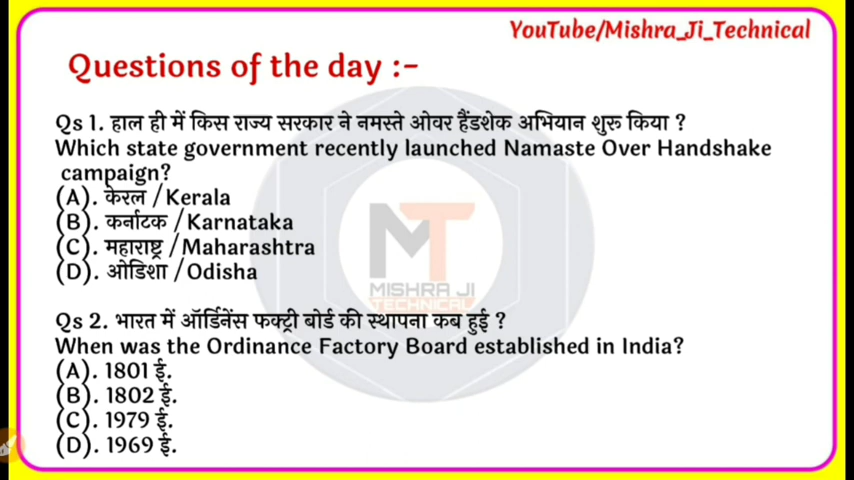 YouTube/Mishra_Ji_Technical
Questions of the day :-
Qs 1. हाल ही में किस राज्य सरकार ने नमस्ते ओवर हैंडशेक अभियान शुरू किया ?
Which state government recently launched Namaste Over Handshake
campaign?
(A). केरल /Kerala
(B). कर्नाटक /Karnataka
(C). महाराष्ट्र /Maharashtra
(D). ओडिशा /Odisha
MT
MISHRA JI
TECHNICAL
Qs 2. भारत में ऑर्डिनेंस फक्ट्री बोर्ड की स्थापना कब हुई ?
When was the Ordinance Factory Board established in India?
(A). 1801 ई.
(B). 1802 ई.
(C). 1979 ई.
(D). 1969 ई.